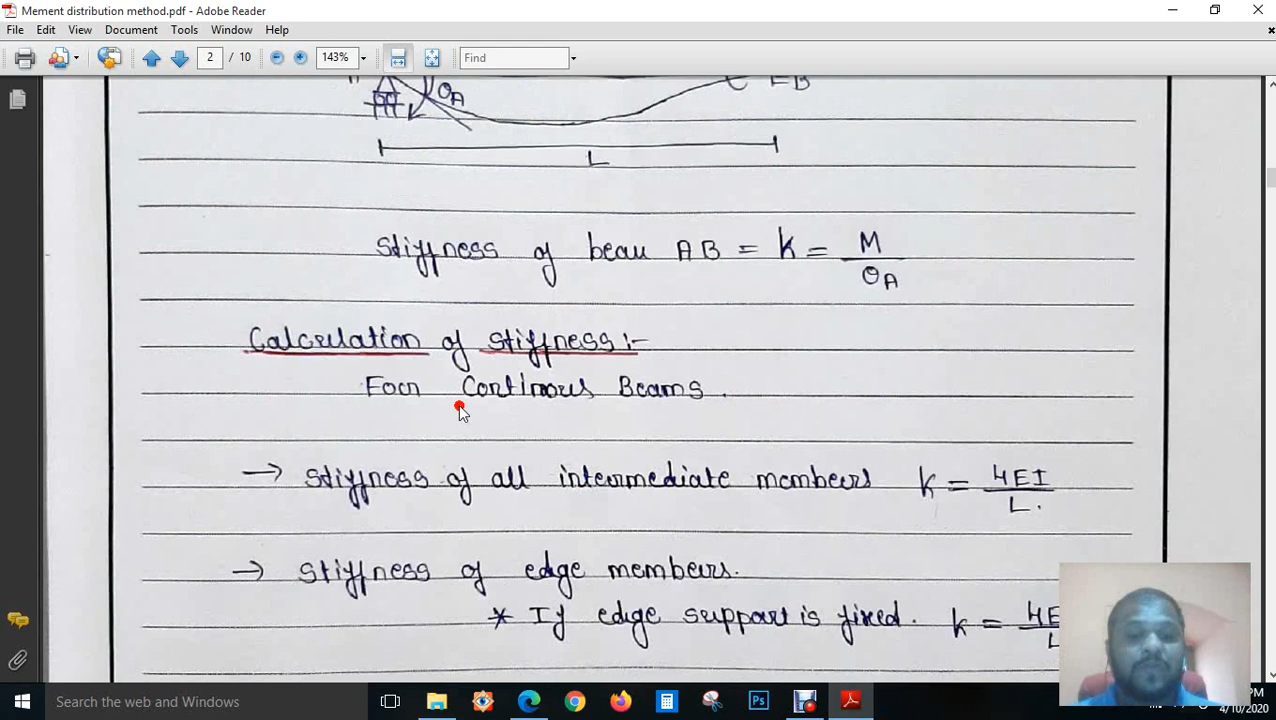 Mement distribution method.pdf - Adobe Reader
File Edit View Document Tools Window Help
2 / 10 143% Find
θA
L
Stiffness of beam AB = k = M / θA
Calculation of stiffness :-
For Continous Beams.
→ stiffness of all intermediate members k = 4EI / L.
→ stiffness of edge members.
* If edge support is fixed. k = 4E
L
Search the web and Windows
4/10/2020